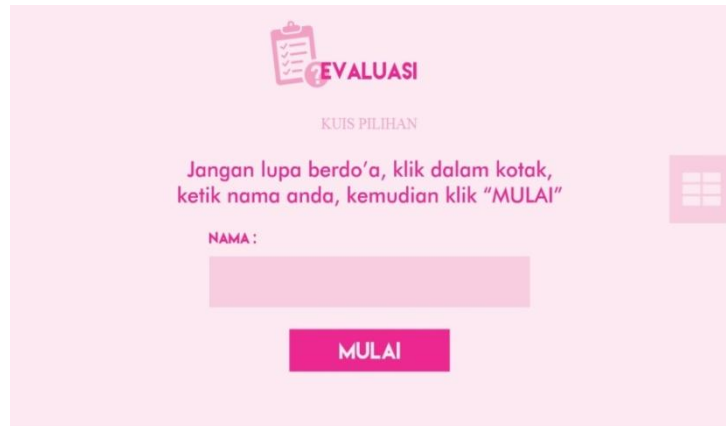 EVALUASI
KUIS PILIHAN
Jangan lupa berdo'a, klik dalam kotak,
ketik nama anda, kemudian klik “MULAI”
NAMA :
MULAI